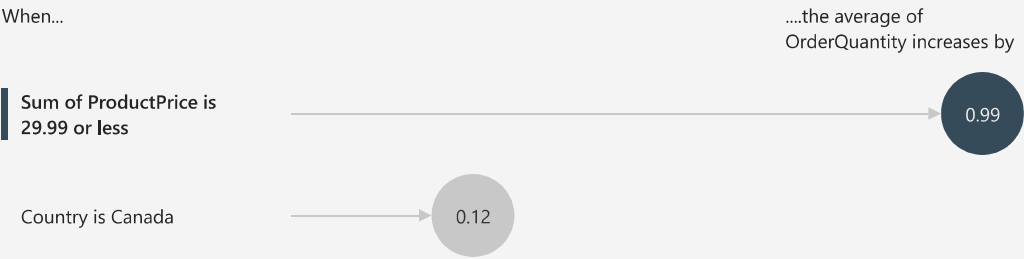 When...
....the average of
OrderQuantity increases by
Sum of ProductPrice is
29.99 or less
0.99
Country is Canada
0.12